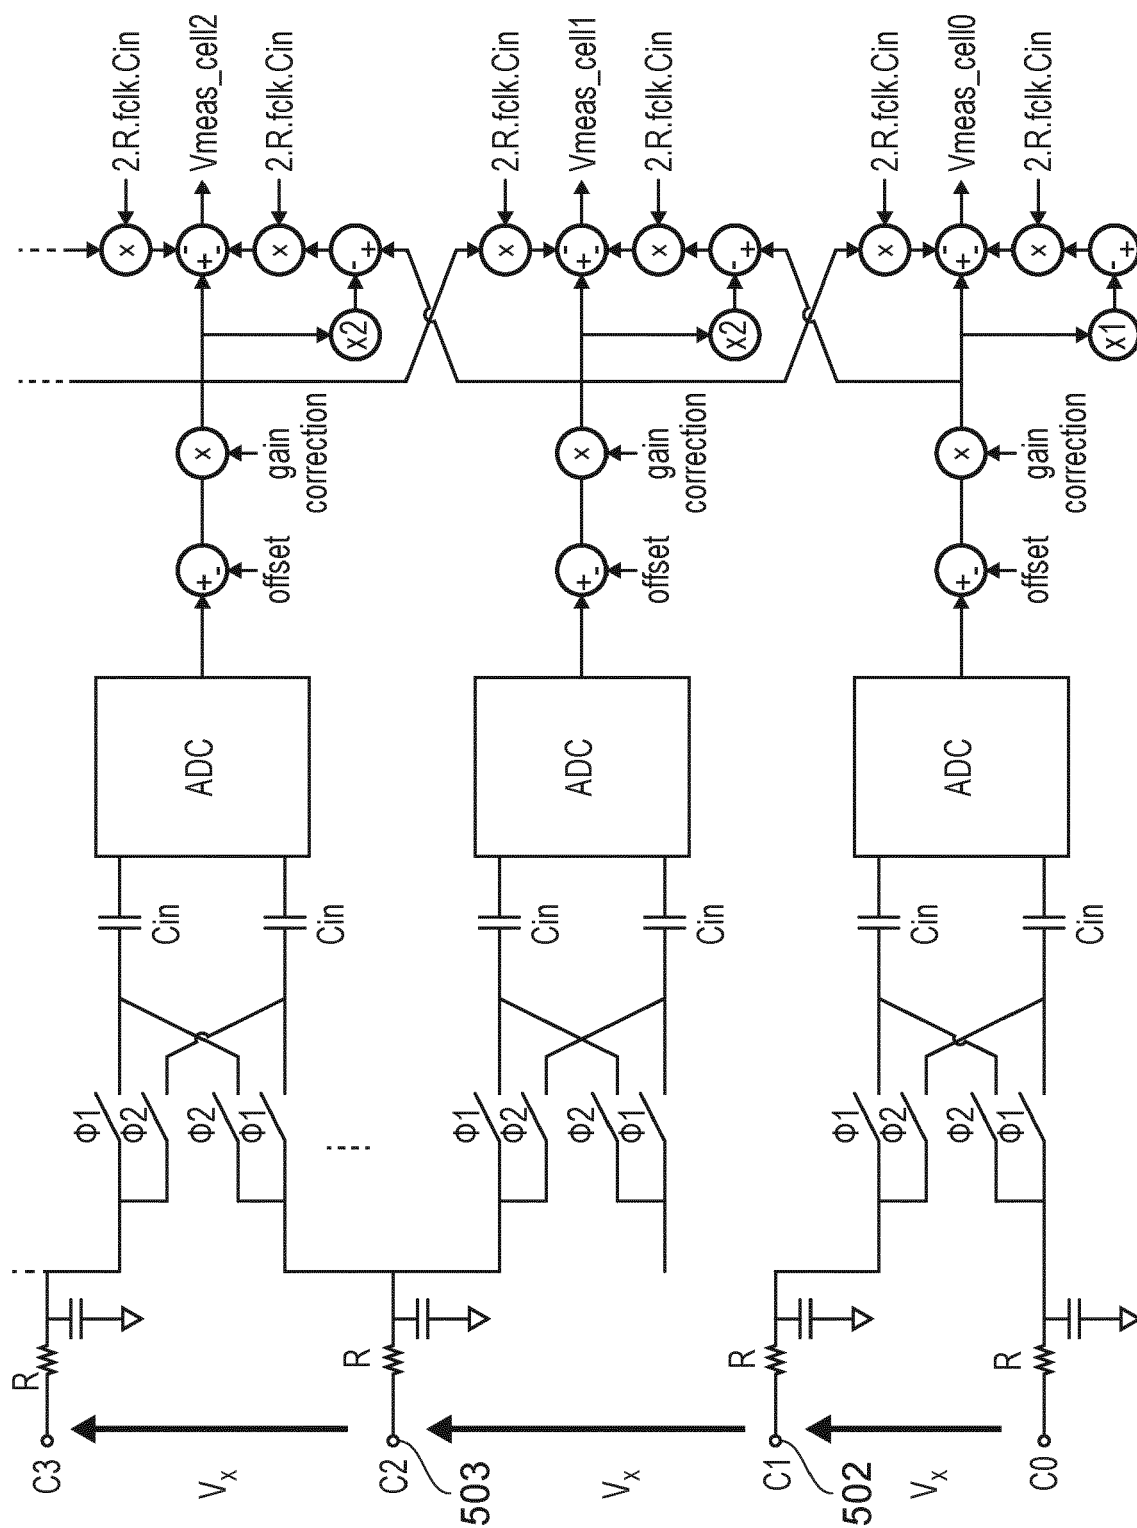 2.R.fclk.Cin
Vmeas_cell2
2.R.fclk.Cin
2.R.fclk.Cin
Vmeas_cell1
2.R.fclk.Cin
2.R.fclk.Cin
Vmeas_cell0
2.R.fclk.Cin
x
+ - -
x
- +
x2
x
+ - -
x
- +
x2
x
+ - -
x
- +
x1
x
gain
correction
x
gain
correction
x
gain
correction
+ -
offset
+ -
offset
+ -
offset
ADC
ADC
ADC
Cin
Cin
Cin
Cin
Cin
Cin
Φ1
Φ2
Φ2
Φ1
Φ1
Φ2
Φ2
Φ1
Φ1
Φ2
Φ2
Φ1
R
R
R
R
C3
Vx
C2
503
Vx
C1
502
Vx
C0